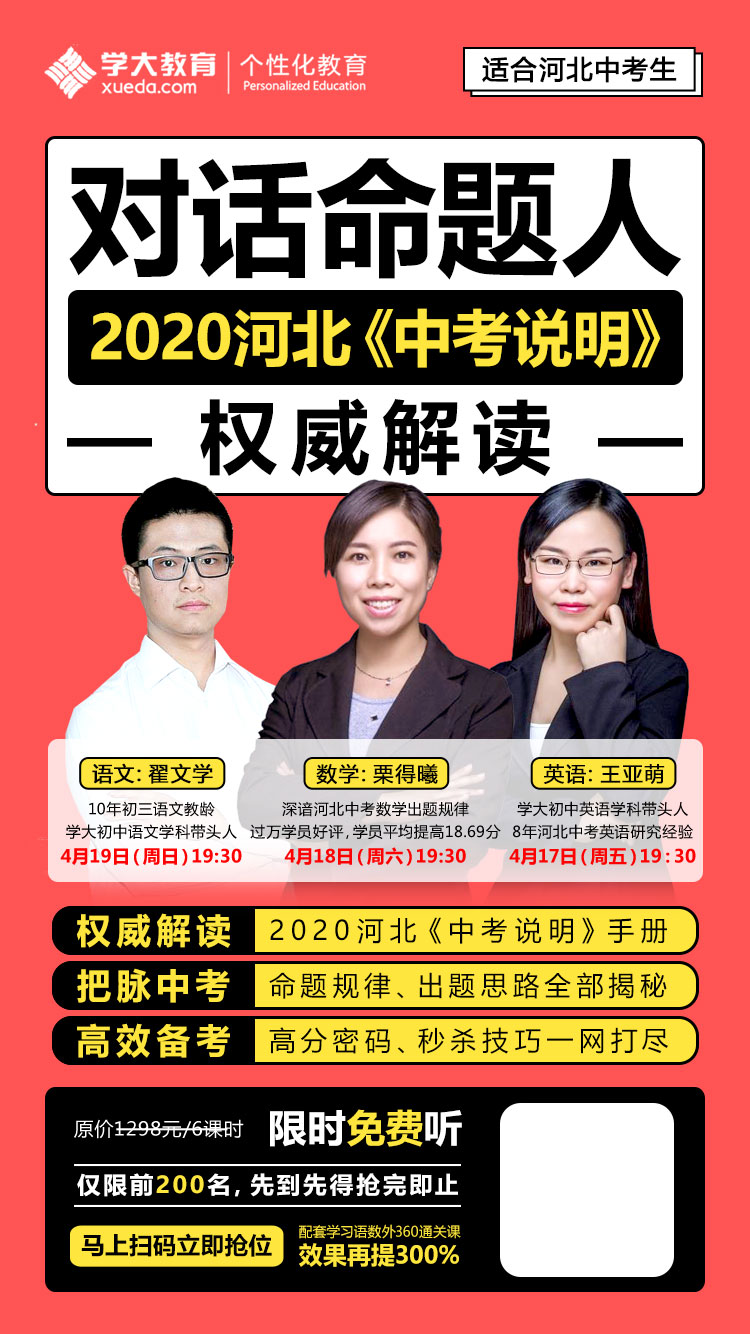 学大教育
xueda.com
个性化教育
Personalized Education
适合河北中考生
对话命题人
2020河北《中考说明》
权威解读
语文：翟文学
10年初三语文教龄
学大初中语文学科带头人
4月19日（周日）19:30
数学：栗得曦
深谙河北中考数学出题规律
过万学员好评，学员平均提高18.69分
4月18日（周六）19:30
英语：王亚萌
学大初中英语学科带头人
8年河北中考英语研究经验
4月17日（周五）19:30
权威解读 2020河北《中考说明》手册
把脉中考 命题规律、出题思路全部揭秘
高效备考 高分密码、秒杀技巧一网打尽
原价1298元/6课时 限时免费听
仅限前200名，先到先得抢完即止
马上扫码立即抢位
配套学习语数外360通关课
效果再提300%